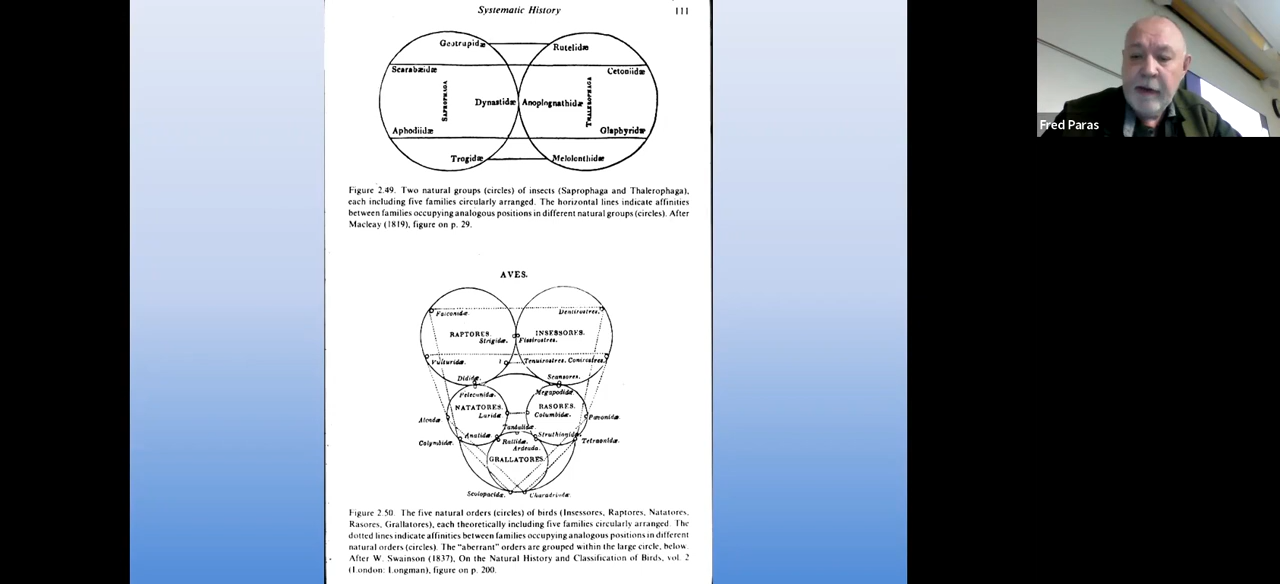 Systematic History 111
Geotrupidæ Rutelidæ
Scarabæidæ Cetoniidæ
SAPROPHAGA Dynastidæ Anoplognathidæ THALEROPHAGA
Aphodiidæ Glaphyridæ
Trogidæ Melolonthidæ
Figure 2.49. Two natural groups (circles) of insects (Saprophaga and Thalerophaga),
each including five families circularly arranged. The horizontal lines indicate affinities
between families occupying analogous positions in different natural groups (circles). After
Macleay (1819), figure on p. 29.
AVES.
Falconidæ. Dentirostres.
RAPTORES. INSESSORES.
Strigidæ. Fissirostres.
Vulturidæ. Tenuirostres. Conirostres.
Dididæ. Scansores.
Pelecanidæ. Megapodidæ
NATATORES. RASORES.
Laridæ Columbidæ. Pavonidæ.
Tantalidæ
Anatidæ Struthionidæ
Colymbidæ. Rallidæ. Tetraonidæ.
Ardeadæ.
GRALLATORES.
Scolopacidæ. Charadriadæ.
Figure 2.50. The five natural orders (circles) of birds (Insessores, Raptores, Natatores,
Rasores, Grallatores), each theoretically including five families circularly arranged. The
dotted lines indicate affinities between families occupying analogous positions in different
natural orders (circles). The "aberrant" orders are grouped within the large circle, below.
After W. Swainson (1837), On the Natural History and Classification of Birds, vol. 2
(London: Longman), figure on p. 200.
Fred Paras